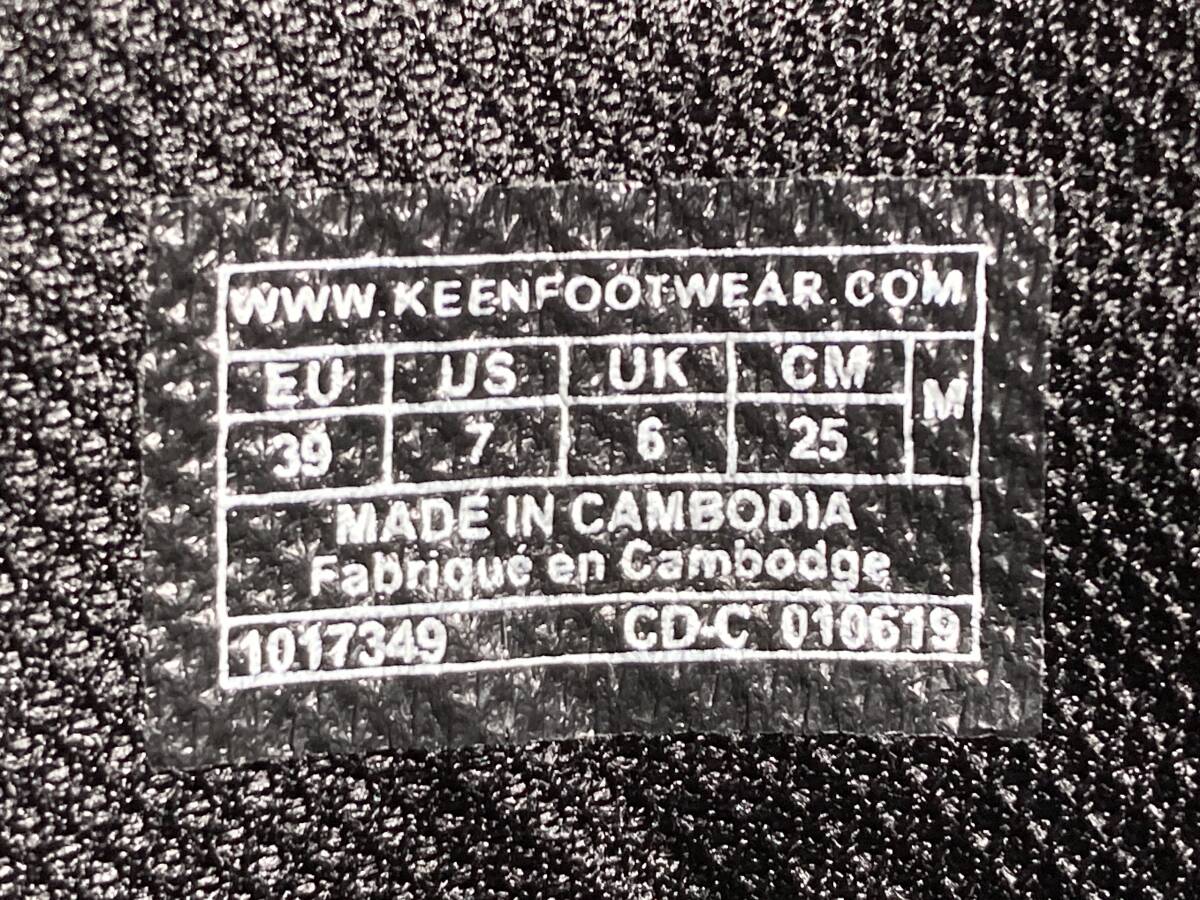 WWW.KEENFOOTWEAR.COM
EU US UK CM M
39 7 6 25
MADE IN CAMBODIA
Fabriqué en Cambodge
1017349 CD-C 010619